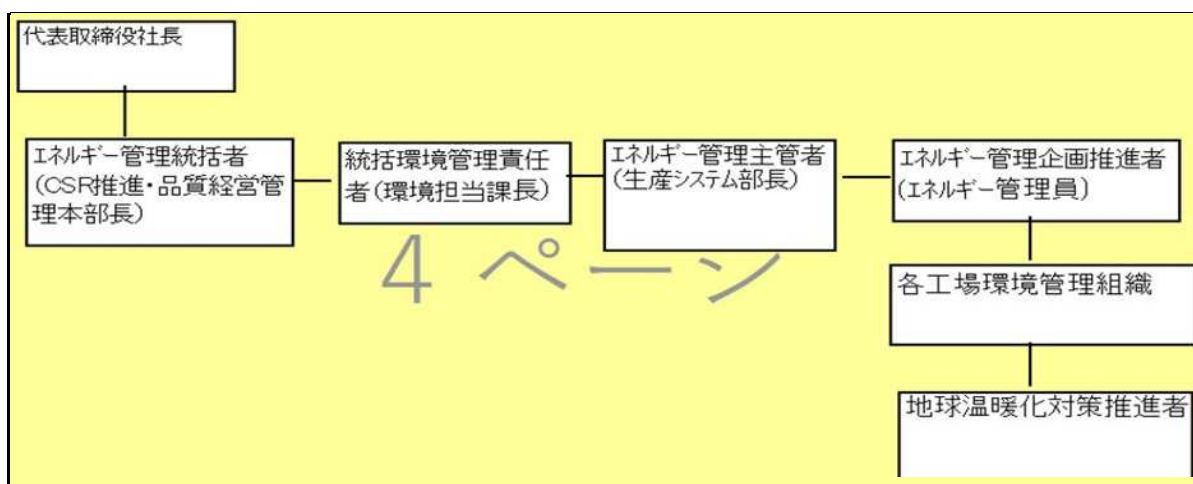 代表取締役社長
エネルギー管理統括者
(CSR推進・品質経営管
理本部長)
統括環境管理責任
者(環境担当課長)
エネルギー管理主管者
(生産システム部長)
エネルギー管理企画推進者
(エネルギー管理員)
各工場環境管理組織
地球温暖化対策推進者
4 ページ